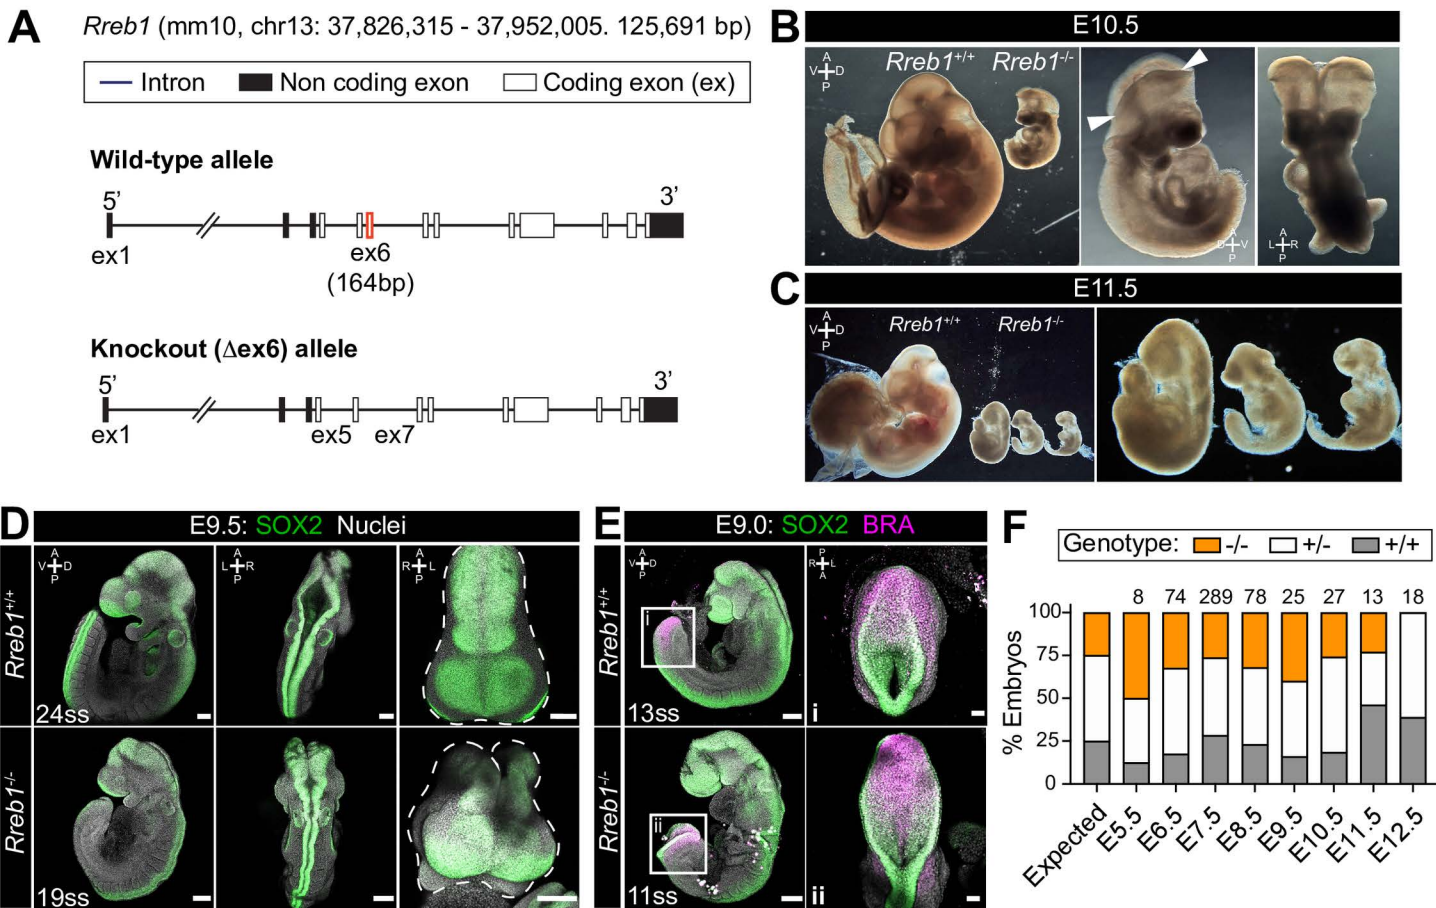 A
Rreb1 (mm10, chr13: 37,826,315 - 37,952,005. 125,691 bp)
Intron
Non coding exon
Coding exon (ex)
Wild-type allele
5’
3’
ex1
ex6
(164bp)
Knockout (∆ex6) allele
5’
3’
ex1
ex5
ex7
B
E10.5
A
V D
P
Rreb1+/+
Rreb1-/-
A
D V
P
A
L R
P
C
E11.5
A
V D
P
Rreb1+/+
Rreb1-/-
D
E9.5: SOX2 Nuclei
Rreb1+/+
A
V D
P
A
L R
P
A
R L
P
24ss
Rreb1-/-
19ss
E
E9.0: SOX2 BRA
Rreb1+/+
A
V D
P
P
R L
A
i
13ss
i
Rreb1-/-
ii
11ss
ii
F
Genotype: -/- +/- +/+
8 74 289 78 25 27 13 18
% Embryos
100
75
50
25
0
Expected
E5.5
E6.5
E7.5
E8.5
E9.5
E10.5
E11.5
E12.5